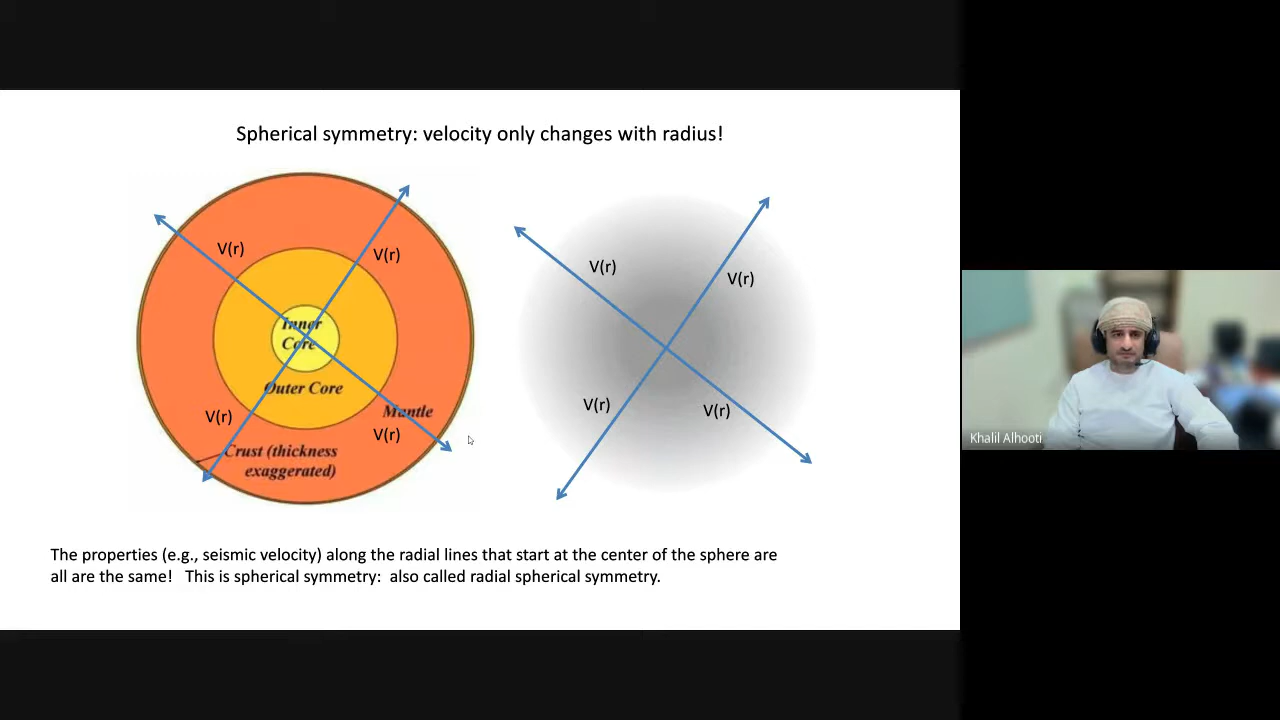 Spherical symmetry: velocity only changes with radius!
V(r)
V(r)
Inner
Core
Outer Core
Mantle
V(r)
V(r)
Crust (thickness
exaggerated)
V(r)
V(r)
V(r)
V(r)
The properties (e.g., seismic velocity) along the radial lines that start at the center of the sphere are
all are the same! This is spherical symmetry: also called radial spherical symmetry.
Khalil Alhooti